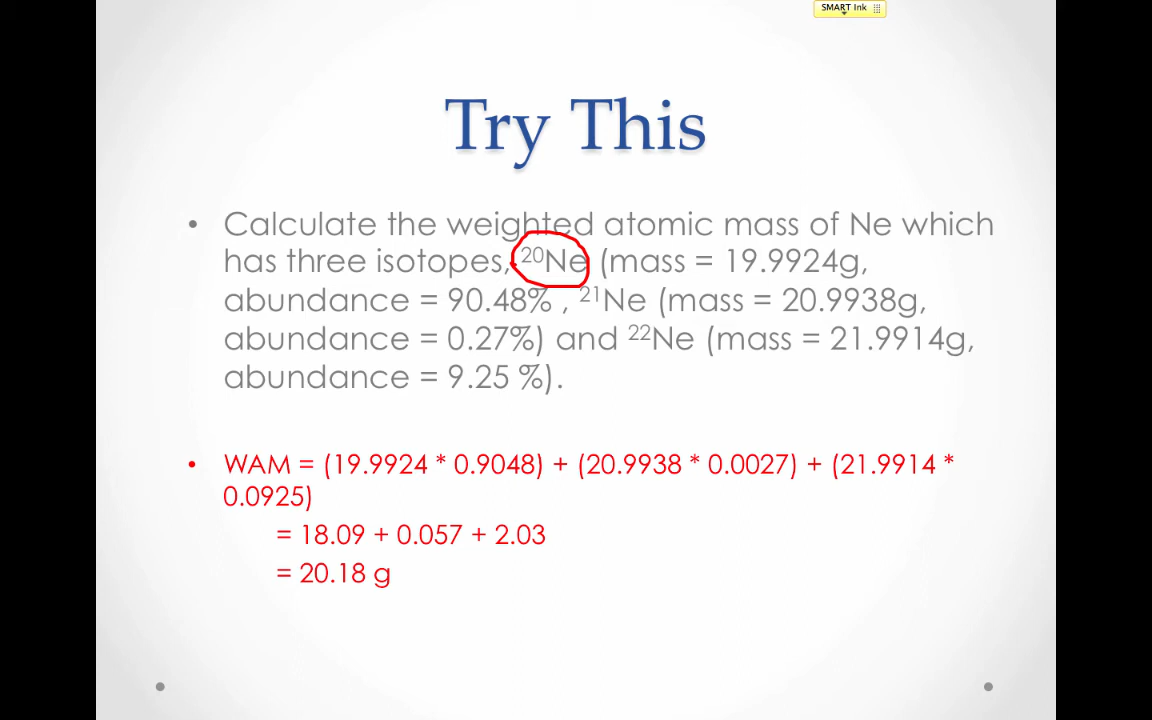 SMART Ink
Try This
• Calculate the weighted atomic mass of Ne which
has three isotopes, ²⁰Ne (mass = 19.9924g,
abundance = 90.48% , ²¹Ne (mass = 20.9938g,
abundance = 0.27%) and ²²Ne (mass = 21.9914g,
abundance = 9.25 %).
• WAM = (19.9924 * 0.9048) + (20.9938 * 0.0027) + (21.9914 *
0.0925)
= 18.09 + 0.057 + 2.03
= 20.18 g